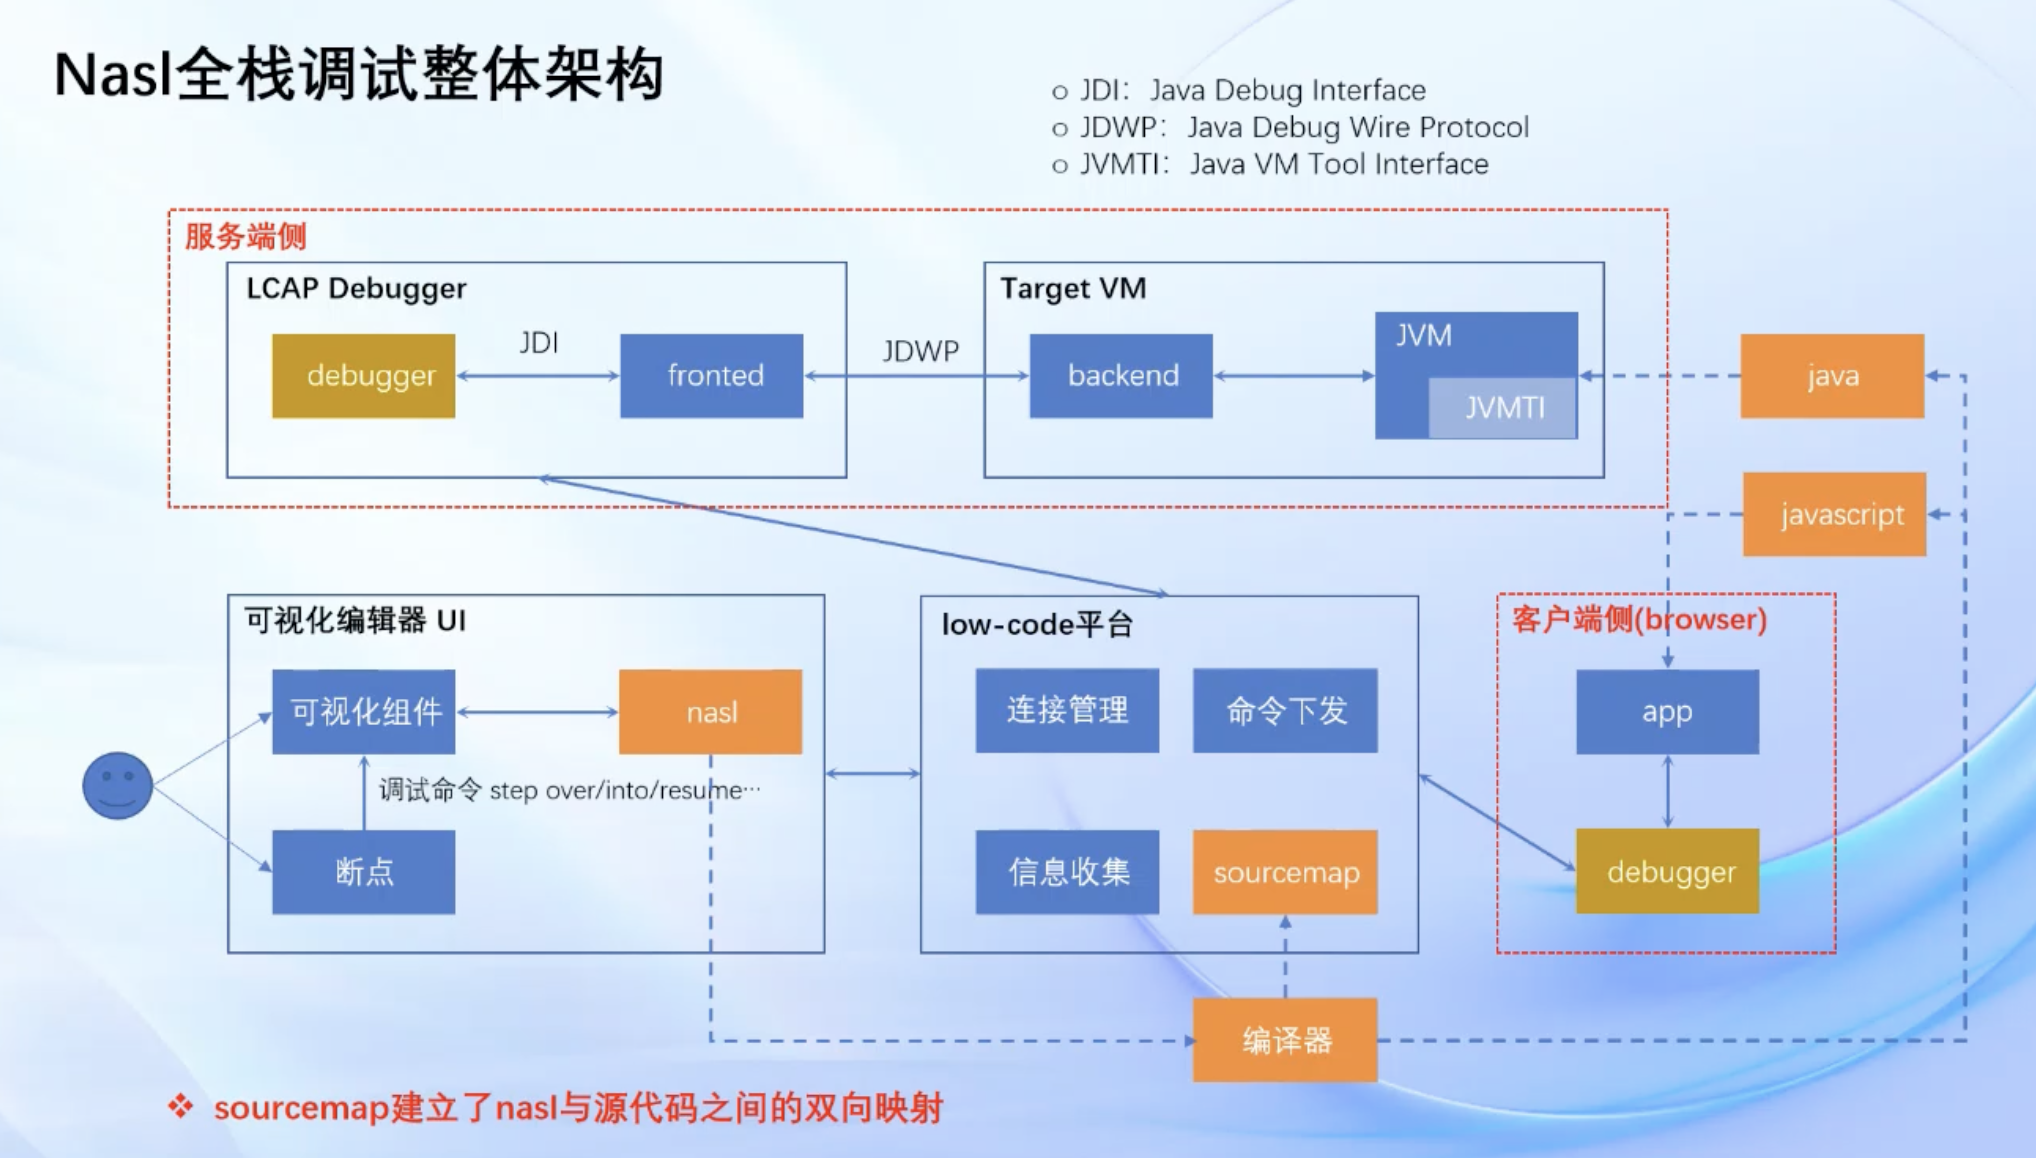 Nasl全栈调试整体架构
o JDI： Java Debug Interface
o JDWP： Java Debug Wire Protocol
o JVMTI： Java VM Tool Interface
服务端侧
LCAP Debugger
debugger
JDI
fronted
JDWP
Target VM
backend
JVM
JVMTI
java
javascript
可视化编辑器 UI
可视化组件
nasl
调试命令 step over/into/resume···
断点
low-code平台
连接管理
命令下发
信息收集
sourcemap
客户端侧(browser)
app
debugger
编译器
❖ sourcemap建立了nasl与源代码之间的双向映射